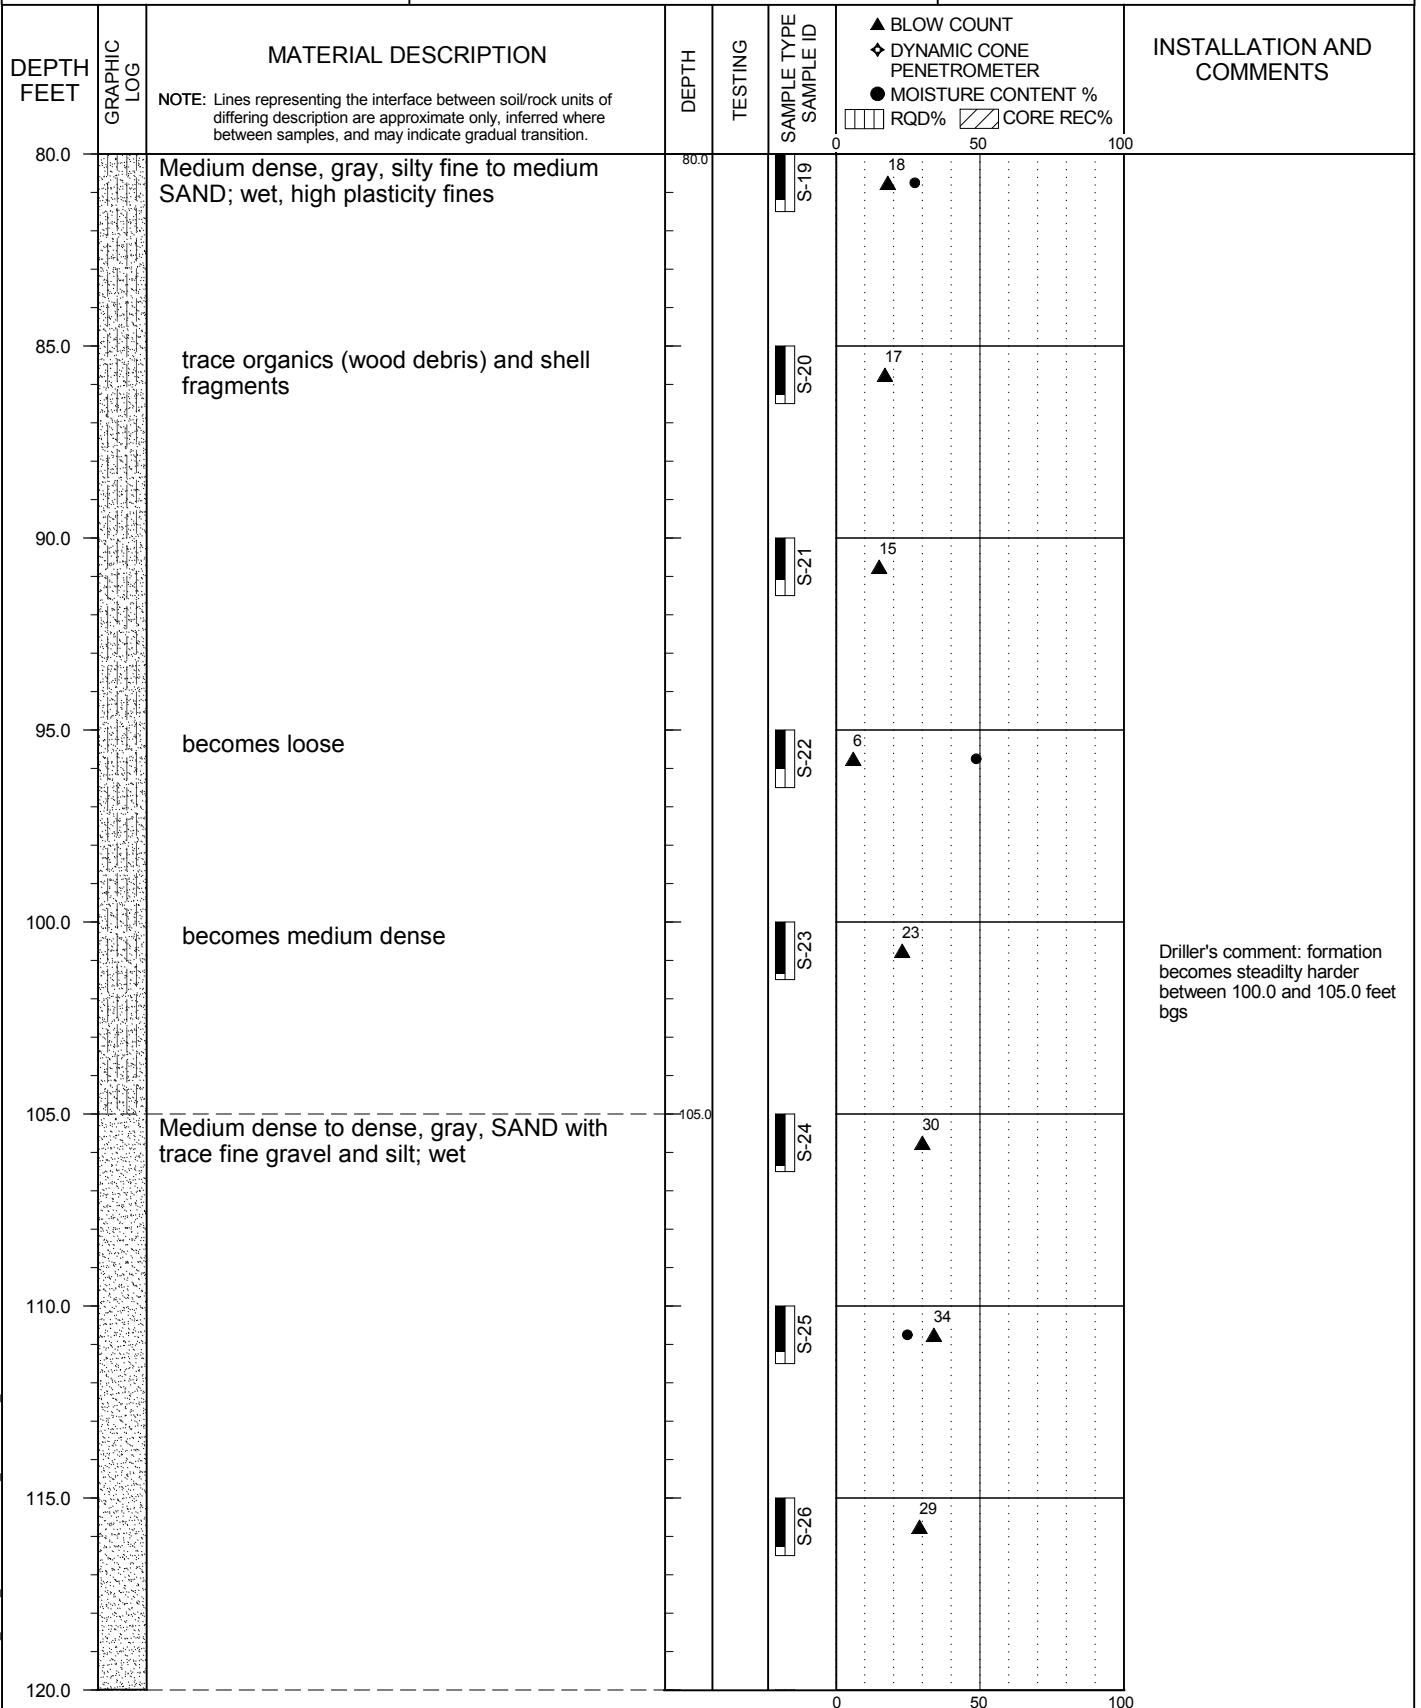 DEPTH
FEET
GRAPHIC
LOG
MATERIAL DESCRIPTION
NOTE: Lines representing the interface between soil/rock units of
differing description are approximate only, inferred where
between samples, and may indicate gradual transition.
DEPTH
TESTING
SAMPLE TYPE
SAMPLE ID
BLOW COUNT
DYNAMIC CONE
PENETROMETER
MOISTURE CONTENT %
RQD% CORE REC%
0 50 100
INSTALLATION AND
COMMENTS
80.0
Medium dense, gray, silty fine to medium
SAND; wet, high plasticity fines
80.0
S-19
18
85.0
trace organics (wood debris) and shell
fragments
S-20
17
90.0
S-21
15
95.0
becomes loose
S-22
6
100.0
becomes medium dense
S-23
23
Driller's comment: formation
becomes steadilty harder
between 100.0 and 105.0 feet
bgs
105.0
105.0
Medium dense to dense, gray, SAND with
trace fine gravel and silt; wet
S-24
30
110.0
S-25
34
115.0
S-26
29
120.0
0 50 100